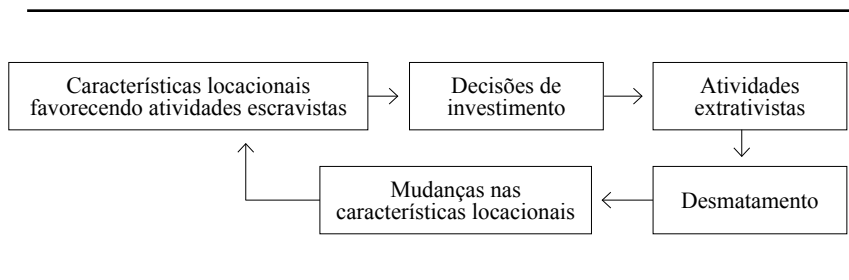 Características locacionais
favorecendo atividades escravistas
Decisões de
investimento
Atividades
extrativistas
Desmatamento
Mudanças nas
características locacionais